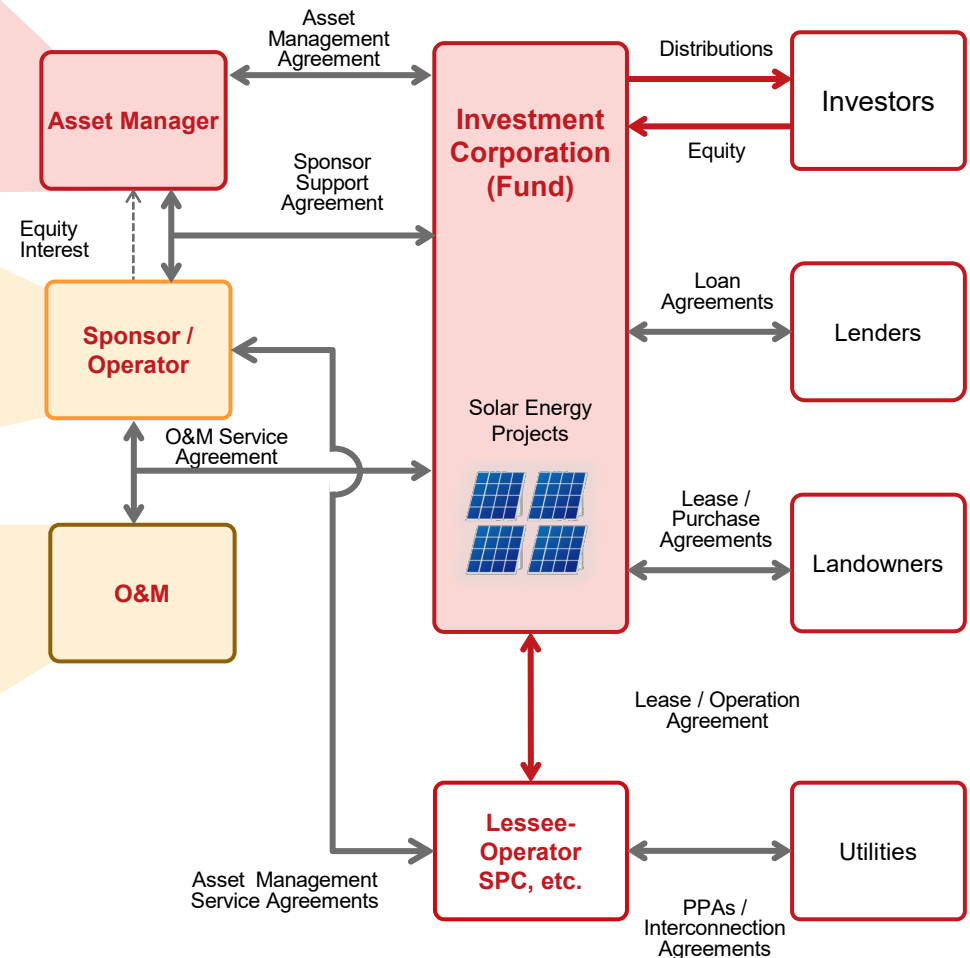 Asset
Management
Agreement
Distributions
Asset Manager
Investment
Corporation
(Fund)
Investors
Equity
Sponsor
Support
Agreement
Equity
Interest
Loan
Agreements
Sponsor /
Operator
Lenders
Solar Energy
Projects
O&M Service
Agreement
Lease /
Purchase
Agreements
Landowners
O&M
Lease / Operation
Agreement
Lessee-
Operator
SPC, etc.
Utilities
Asset Management
Service Agreements
PPAs /
Interconnection
Agreements